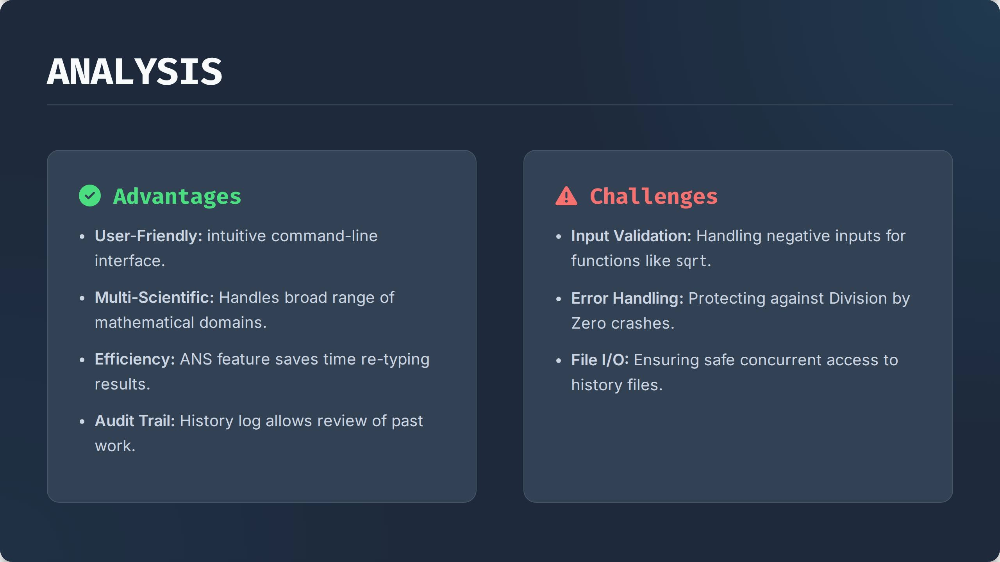 ANALYSIS
Advantages
• User-Friendly: intuitive command-line
interface.
• Multi-Scientific: Handles broad range of
mathematical domains.
• Efficiency: ANS feature saves time re-typing
results.
• Audit Trail: History log allows review of past
work.
Challenges
• Input Validation: Handling negative inputs for
functions like sqrt.
• Error Handling: Protecting against Division by
Zero crashes.
• File I/O: Ensuring safe concurrent access to
history files.